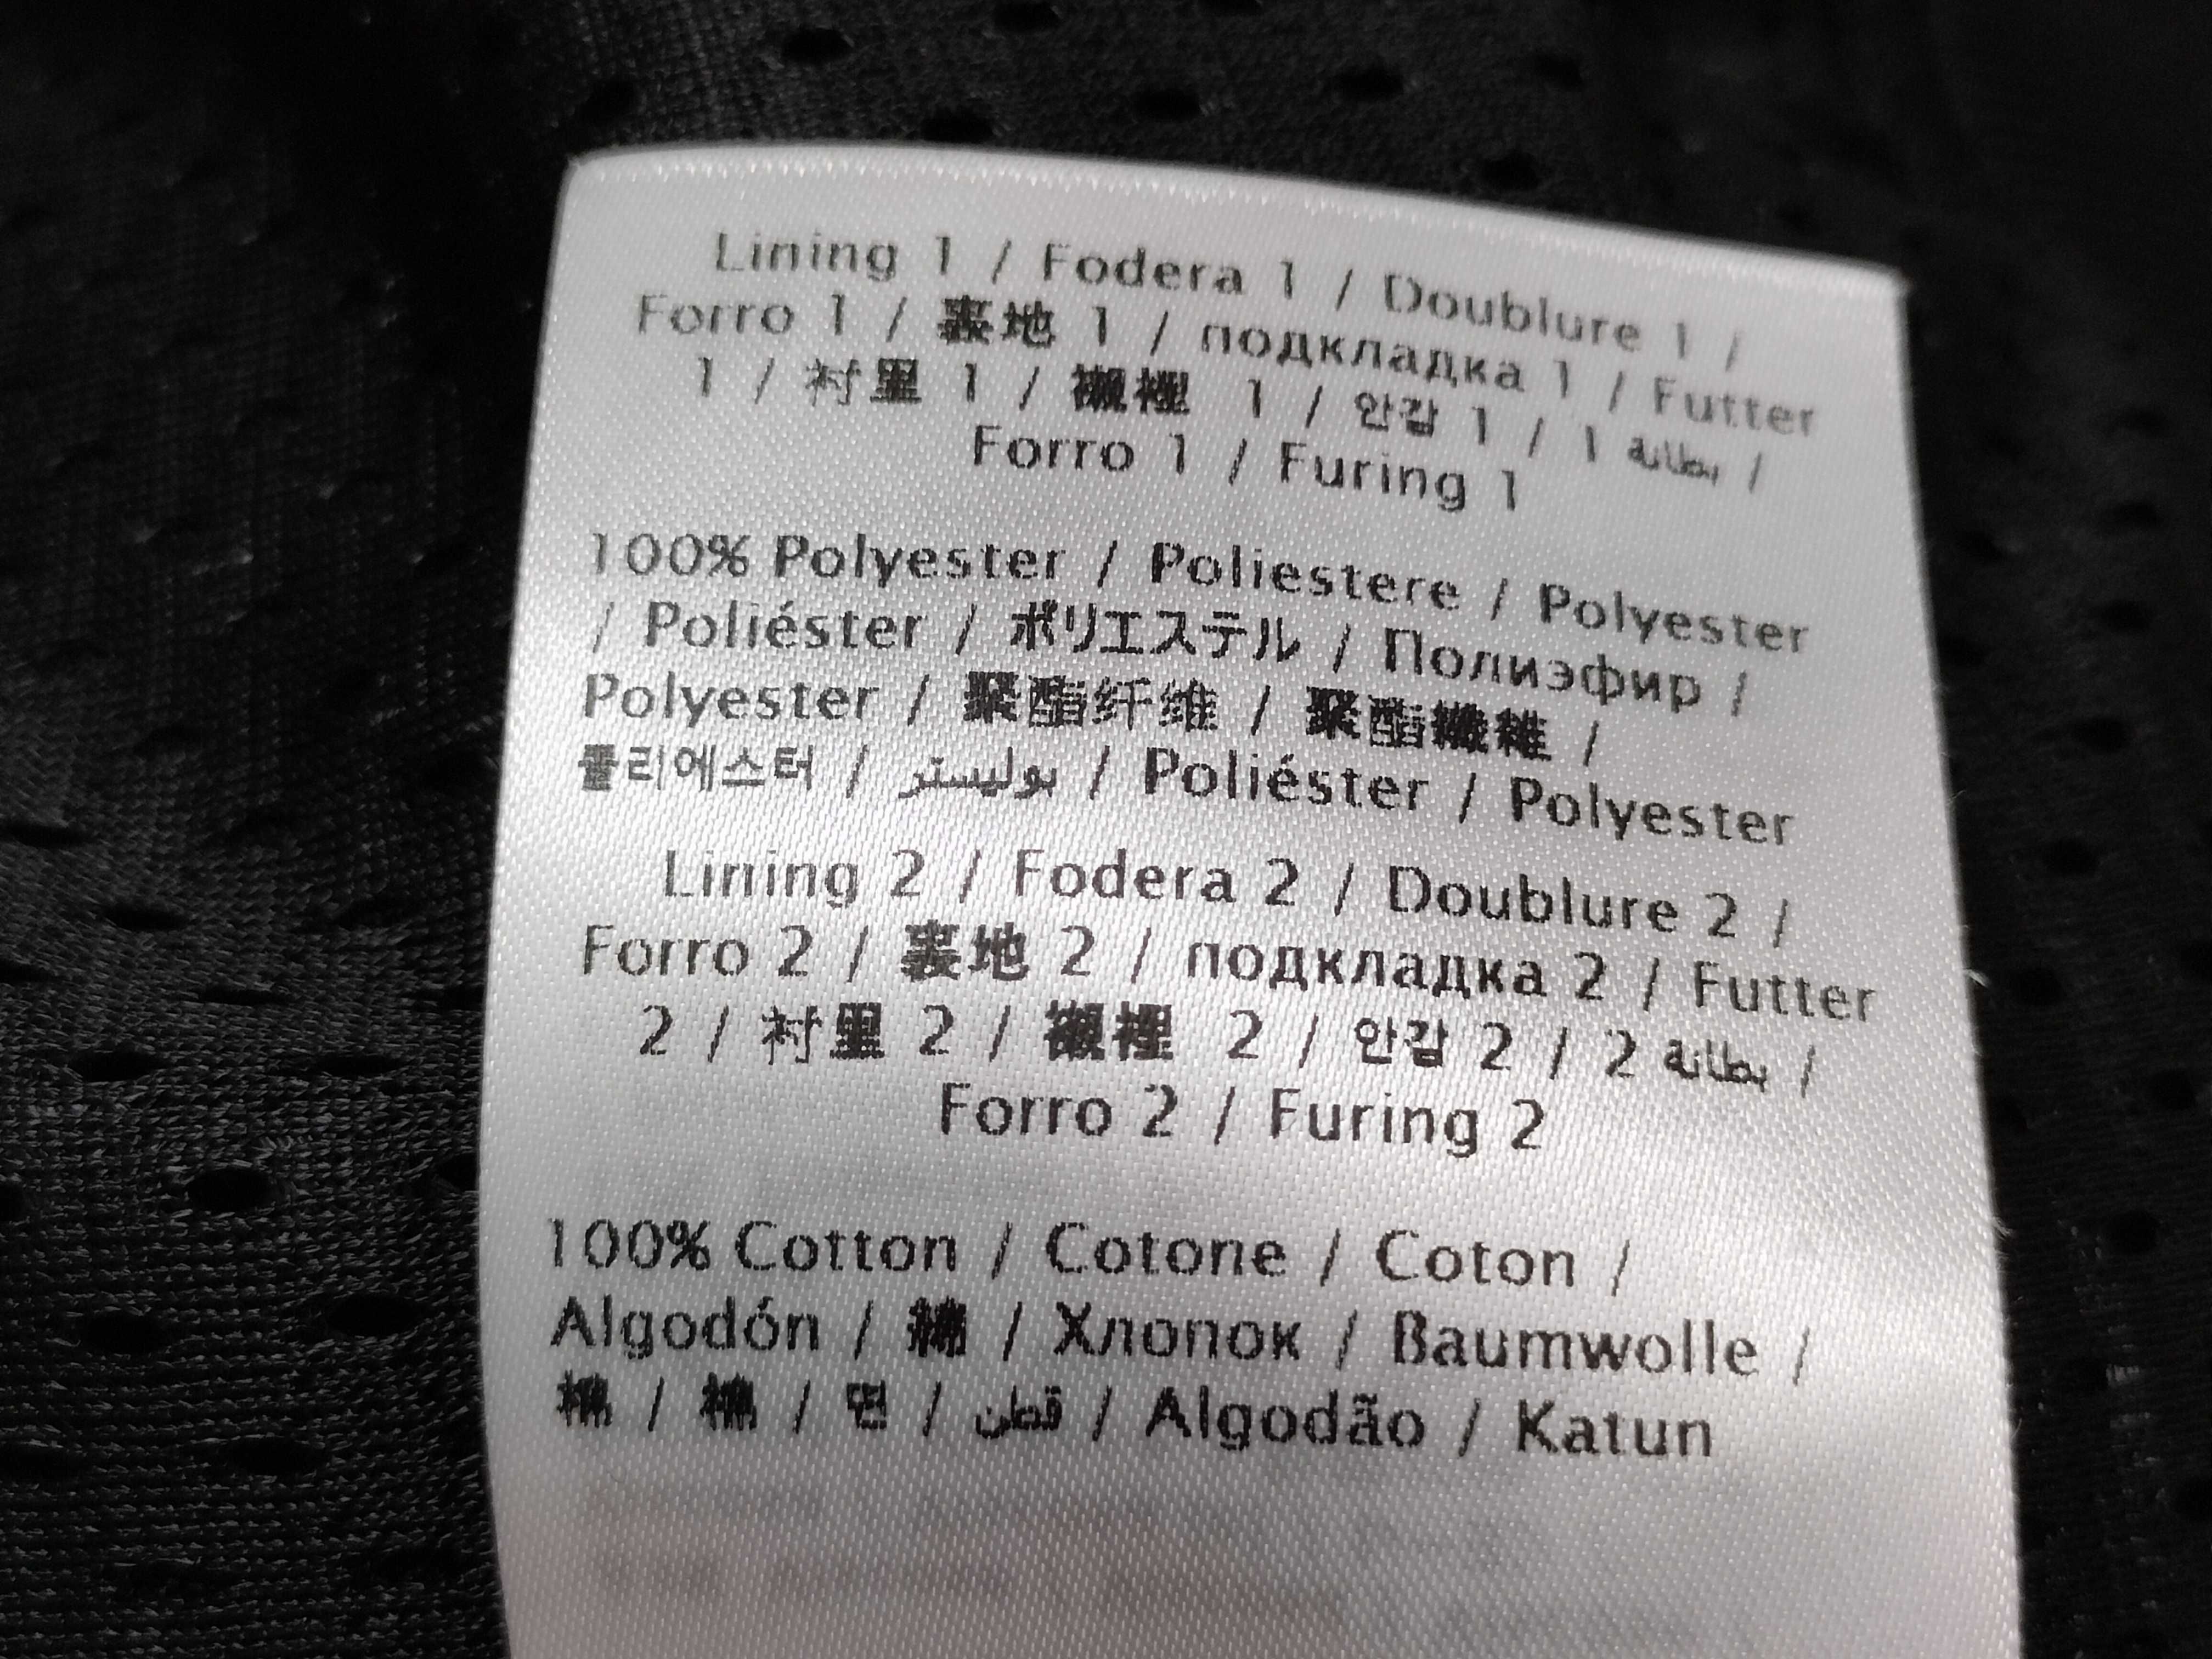 Lining 1 / Fodera 1 / Doublure 1 /
Forro 1 / 裏地 1 / подкладка 1 / Futter
1 / 衬里 1 / 襯裡 1 / 안감 1 / 1 بطانة /
Forro 1 / Furing 1
100% Polyester / Poliestere / Polyester
/ Poliéster / ポリエステル / Полиэфир /
Polyester / 聚酯纤维 / 聚酯纖維 /
폴리에스터 / بوليستر / Poliéster / Polyester
Lining 2 / Fodera 2 / Doublure 2 /
Forro 2 / 裏地 2 / подкладка 2 / Futter
2 / 衬里 2 / 襯裡 2 / 안감 2 / 2 بطانة /
Forro 2 / Furing 2
100% Cotton / Cotone / Coton /
Algodón / 綿 / Хлопок / Baumwolle /
棉 / 棉 / 면 / قطن / Algodão / Katun